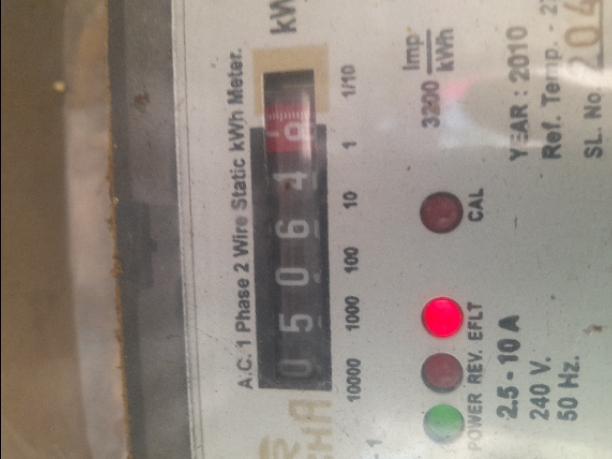 A.C. 1 Phase 2 Wire Static kWh Meter.
0 5 0 6 4 8
10000 1000 100 10 1 1/10
3200 Imp.
kWh
CAL
POWER REV. EFLT
2.5 - 10 A
YEAR : 2010
240 V.
Ref. Temp. -
50 Hz.
SL. No.